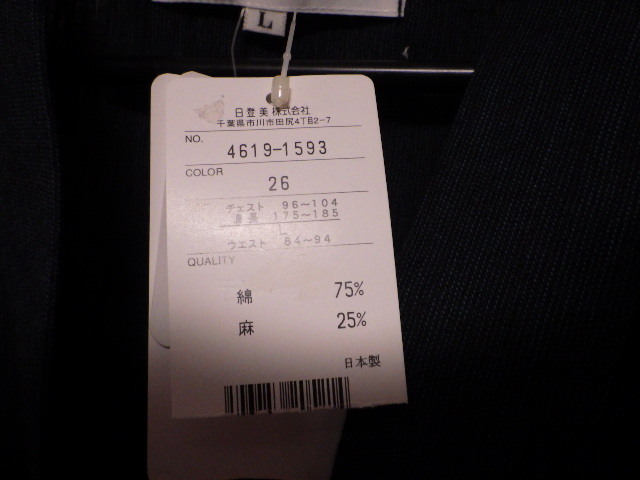 L
日登美株式会社
千葉県市川市田尻4丁目2-7
NO.
4619-1593
COLOR
26
チェスト 96〜104
身長 175〜185
L
ウエスト 84〜94
QUALITY
綿 75%
麻 25%
日本製